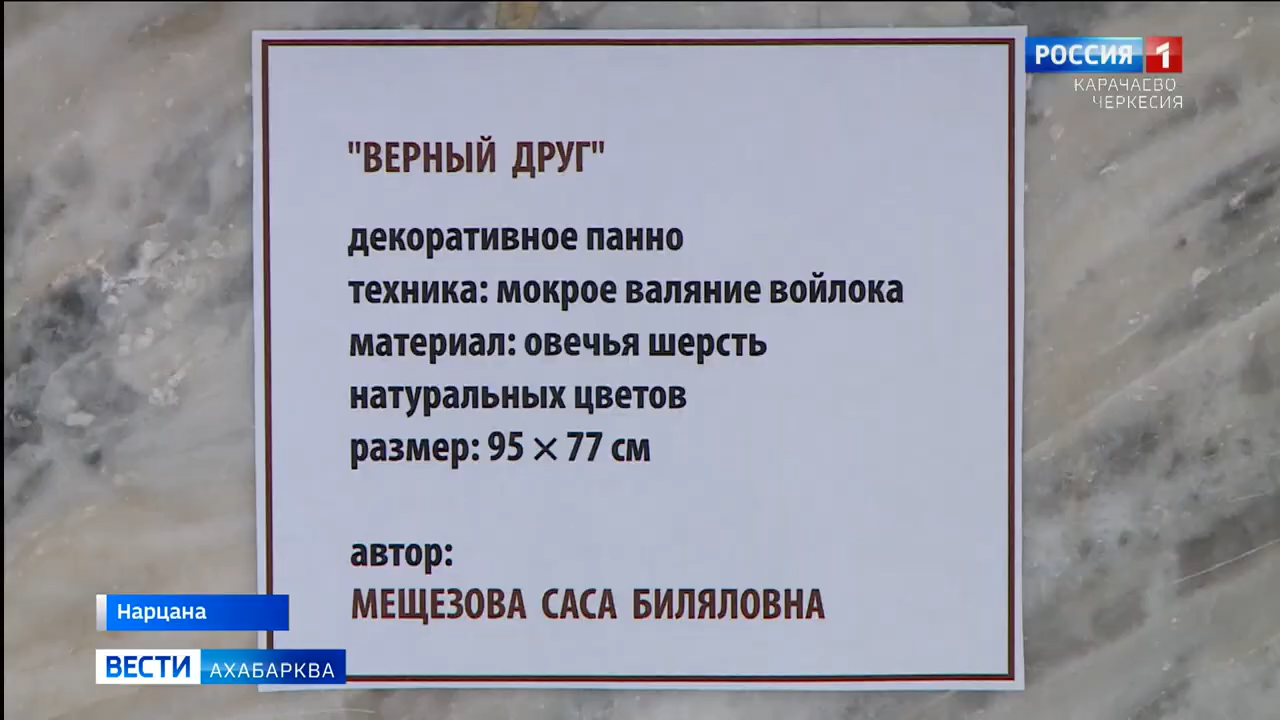 РОССИЯ 1
КАРАЧАЕВО
ЧЕРКЕСИЯ
"ВЕРНЫЙ ДРУГ"
декоративное панно
техника: мокрое валяние войлока
материал: овечья шерсть
натуральных цветов
размер: 95 × 77 см
автор:
МЕЩЕЗОВА САСА БИЛЯЛОВНА
Нарцана
ВЕСТИ АХАБАРКВА